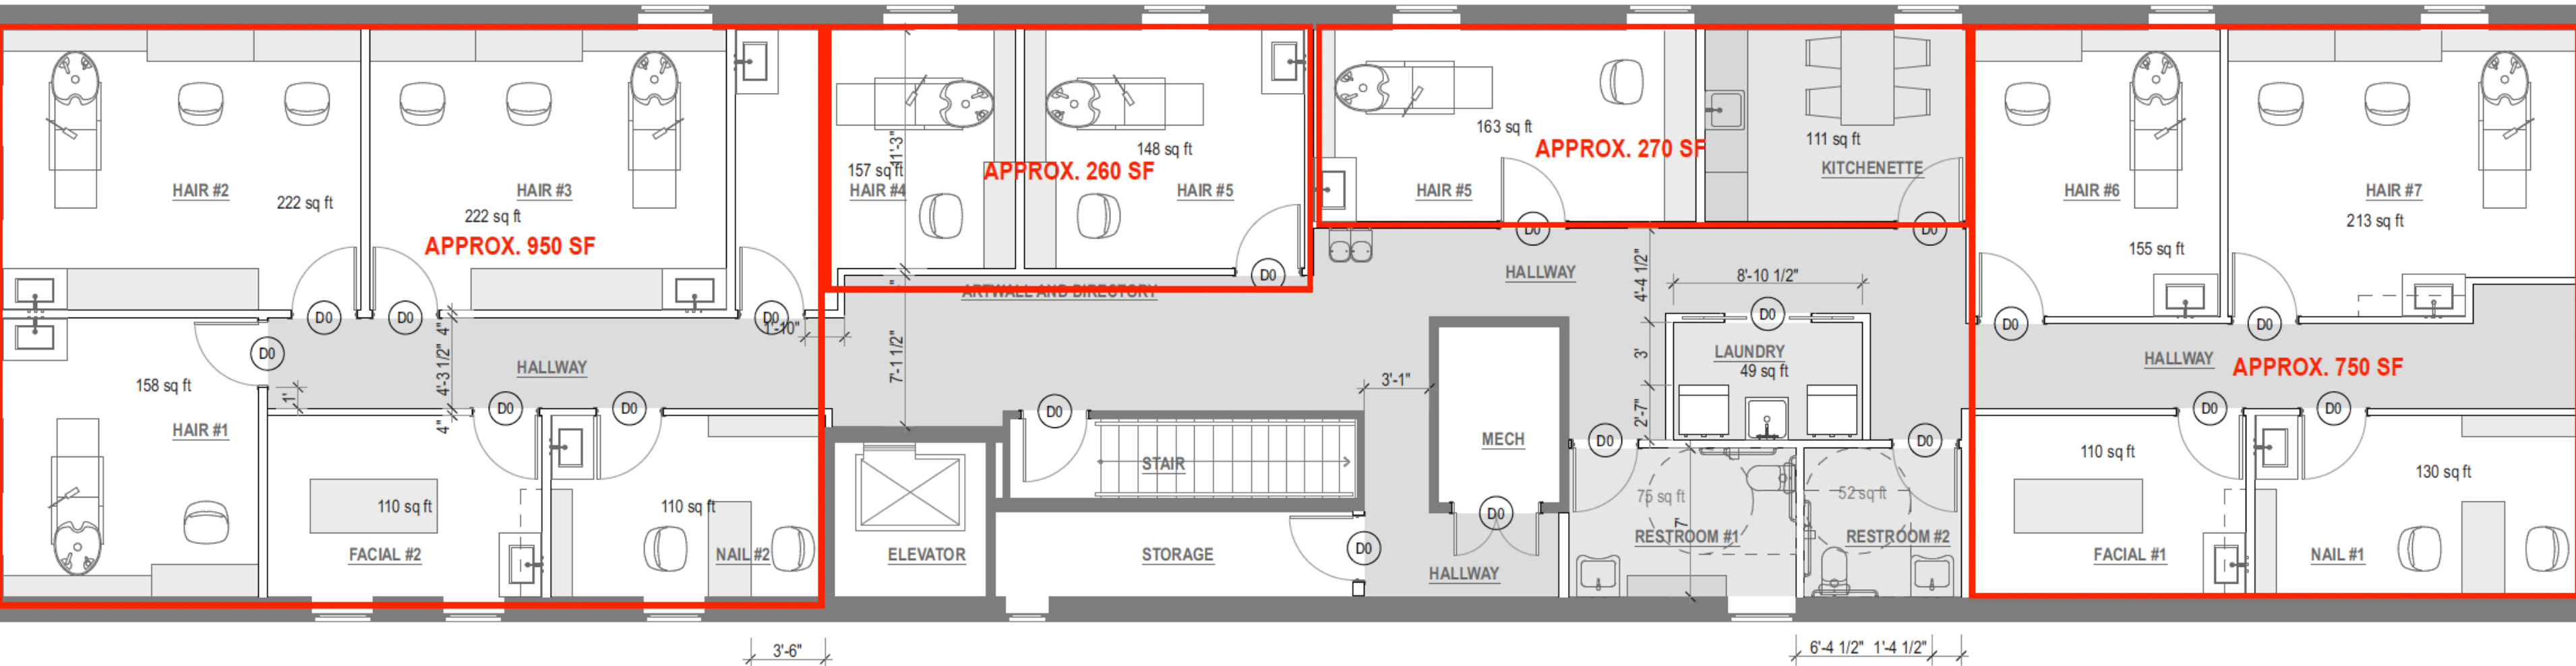 HAIR #2
222 sq ft
HAIR #3
222 sq ft
APPROX. 950 SF
D0
D0
D0
1'-10"
D0
158 sq ft
HAIR #1
1'
4"
4'-3 1/2"
4"
HALLWAY
D0
D0
110 sq ft
FACIAL #2
110 sq ft
NAIL #2
3'-6"
11'-3"
157 sq ft
HAIR #4
APPROX. 260 SF
148 sq ft
HAIR #5
D0
ARTWALL AND DIRECTORY
7'-1 1/2"
D0
STAIR
ELEVATOR
STORAGE
D0
3'-1"
MECH
D0
HALLWAY
163 sq ft
APPROX. 270 SF
HAIR #5
D0
111 sq ft
KITCHENETTE
D0
HALLWAY
4'-4 1/2"
8'-10 1/2"
D0
3'
LAUNDRY
49 sq ft
2'-7"
D0
D0
75 sq ft
7'
RESTROOM #1
52 sq ft
RESTROOM #2
6'-4 1/2"
1'-4 1/2"
HAIR #6
155 sq ft
HAIR #7
213 sq ft
D0
D0
HALLWAY
APPROX. 750 SF
D0
D0
110 sq ft
FACIAL #1
130 sq ft
NAIL #1